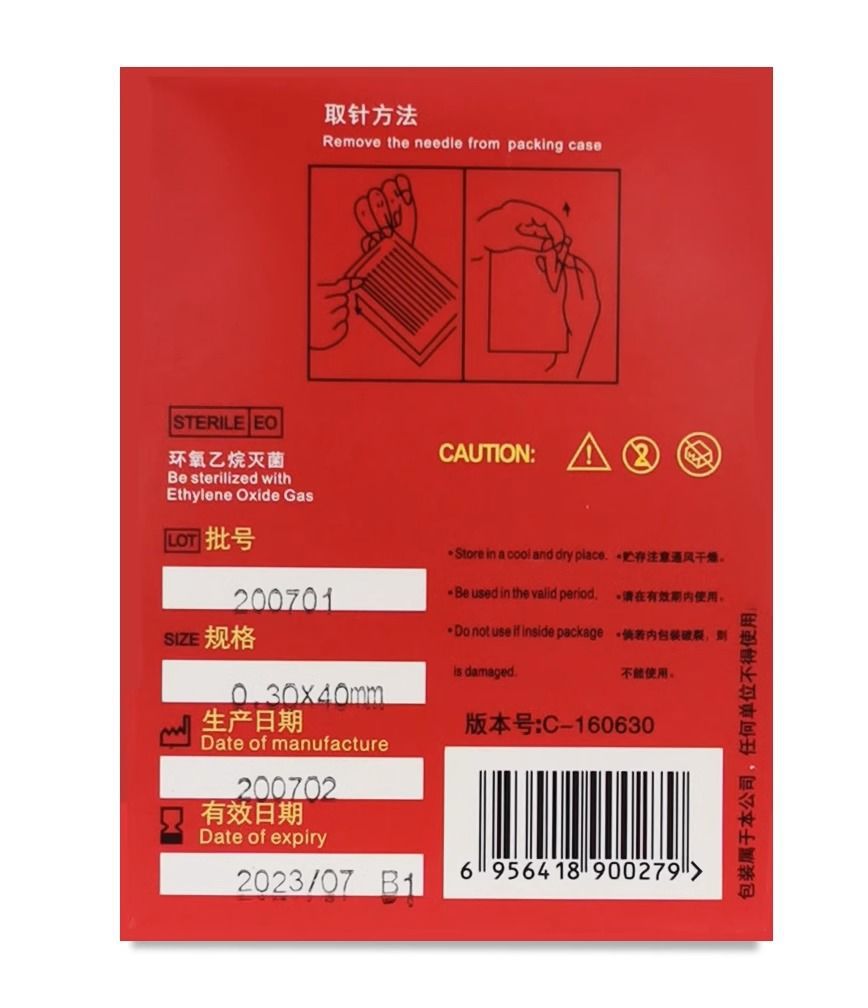 取针方法
Remove the needle from packing case
STERILE EO
环氧乙烷灭菌
Be sterilized with
Ethylene Oxide Gas
CAUTION:
2
LOT 批号
200701
SIZE 规格
0.30X40mm
生产日期
Date of manufacture
200702
有效日期
Date of expiry
2023/07 B1
•Store in a cool and dry place. •贮存注意通风干燥。
•Be used in the valid period. •请在有效期内使用。
•Do not use if inside package •倘若内包装破裂，则
is damaged. 不能使用。
版本号:C-160630
6 956418 900279 >
包装属于本公司，任何单位不得使用